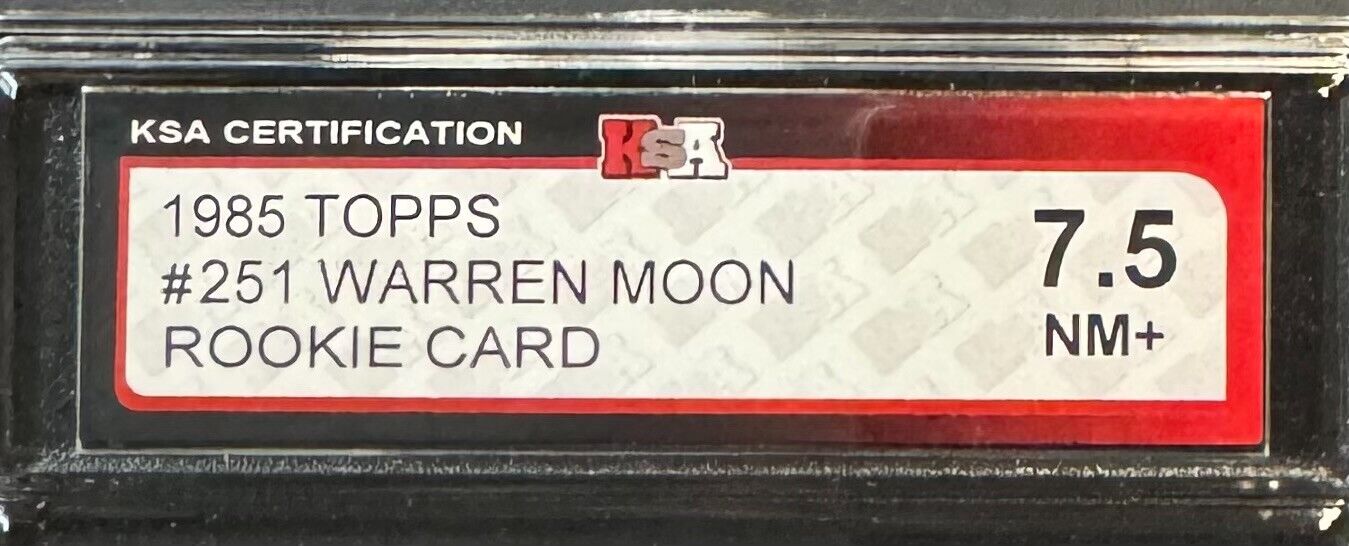 KSA CERTIFICATION
KSA
1985 TOPPS
#251 WARREN MOON
ROOKIE CARD
7.5
NM+